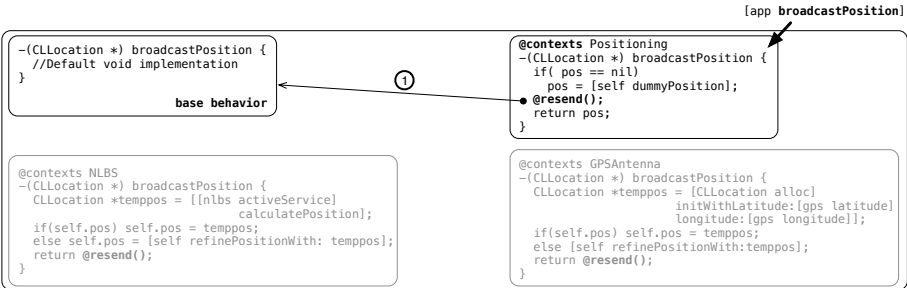 [app broadcastPosition]
−(CLLocation *) broadcastPosition {
//Default void implementation
}
base behavior
1
@contexts Positioning
−(CLLocation *) broadcastPosition {
if( pos == nil)
pos = [self dummyPosition];
@resend();
return pos;
}
@contexts NLBS
−(CLLocation *) broadcastPosition {
CLLocation *temppos = [[nlbs activeService]
calculatePosition];
if(self.pos) self.pos = temppos;
else self.pos = [self refinePositionWith: temppos];
return @resend();
}
@contexts GPSAntenna
−(CLLocation *) broadcastPosition {
CLLocation *temppos = [CLLocation alloc]
initWithLatitude:[gps latitude]
longitude:[gps longitude]];
if(self.pos) self.pos = temppos;
else [self refinePositionWith:temppos];
return @resend();
}